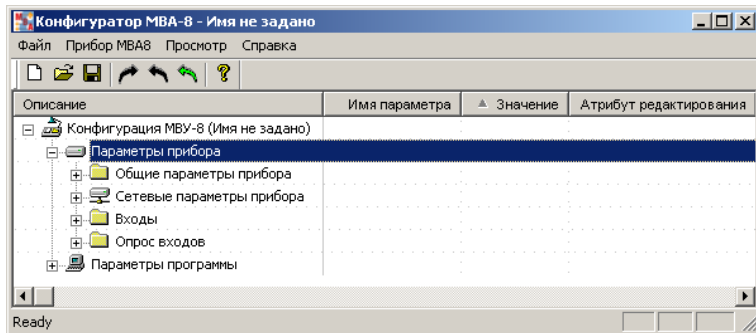 Конфигуратор МВА-8 - Имя не задано
Файл Прибор МВА8 Просмотр Справка
Описание Имя параметра Значение Атрибут редактирования
Конфигурация МВУ-8 (Имя не задано)
Параметры прибора
Общие параметры прибора
Сетевые параметры прибора
Входы
Опрос входов
Параметры программы
Ready